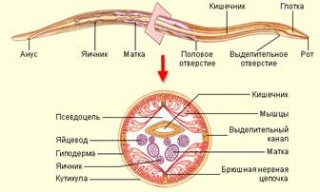 Кишечник
Глотка
Анус
Яичник
Матка
Половое
отверстие
Выделительное
отверстие
Рот
Псевдоцель
Яйцевод
Гиподерма
Яичник
Кутикула
Кишечник
Мышцы
Выделительный
канал
Матка
Брюшная нервная
цепочка